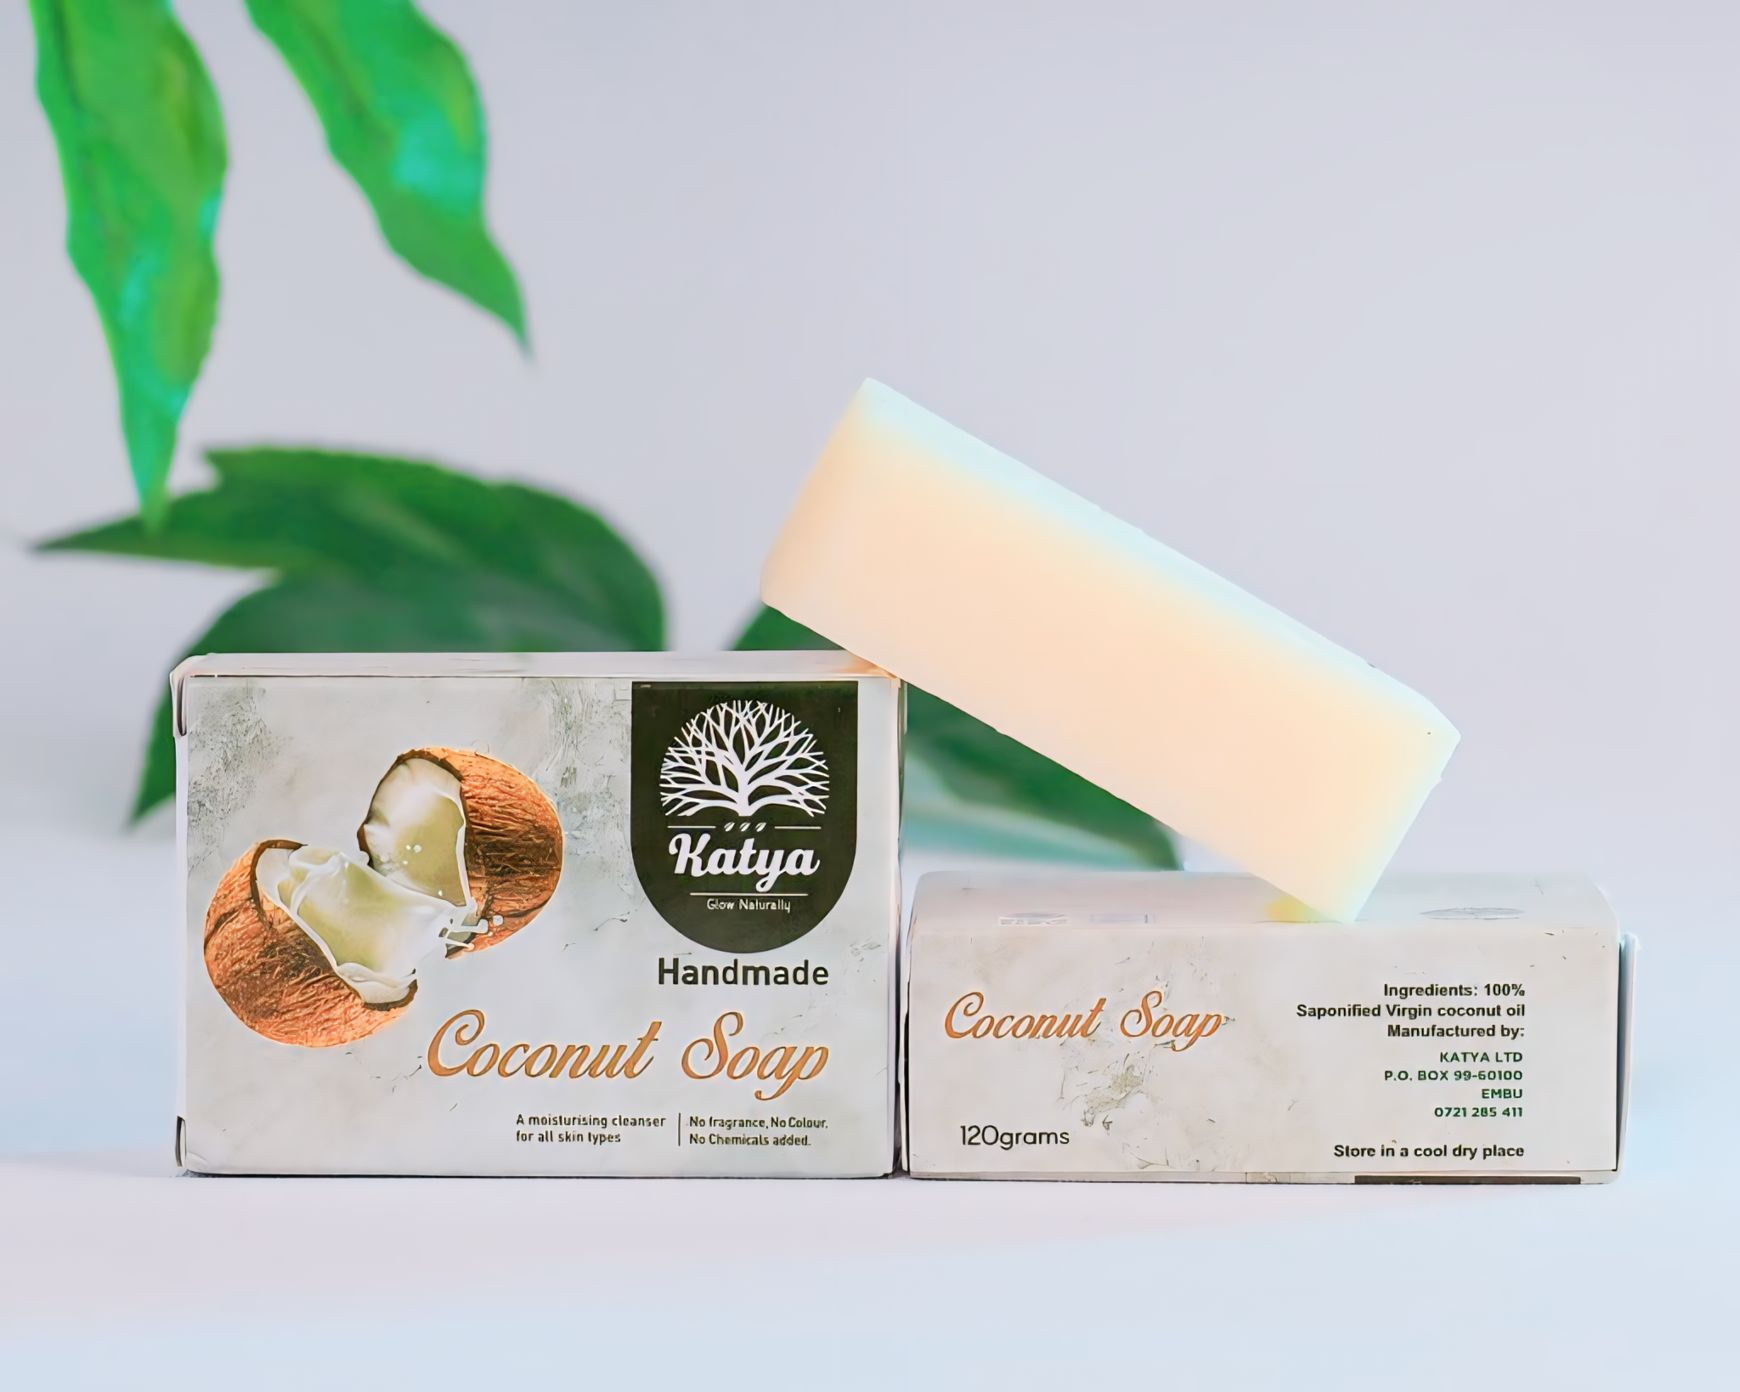 Katya
Glow Naturally
Handmade
Coconut Soap
A moisturising cleanser
for all skin types
No fragrance, No Colour.
No Chemicals added.
Coconut Soap
120grams
Ingredients: 100%
Saponified Virgin coconut oil
Manufactured by:
KATYA LTD
P.O. BOX 99-60100
EMBU
0721 285 411
Store in a cool dry place